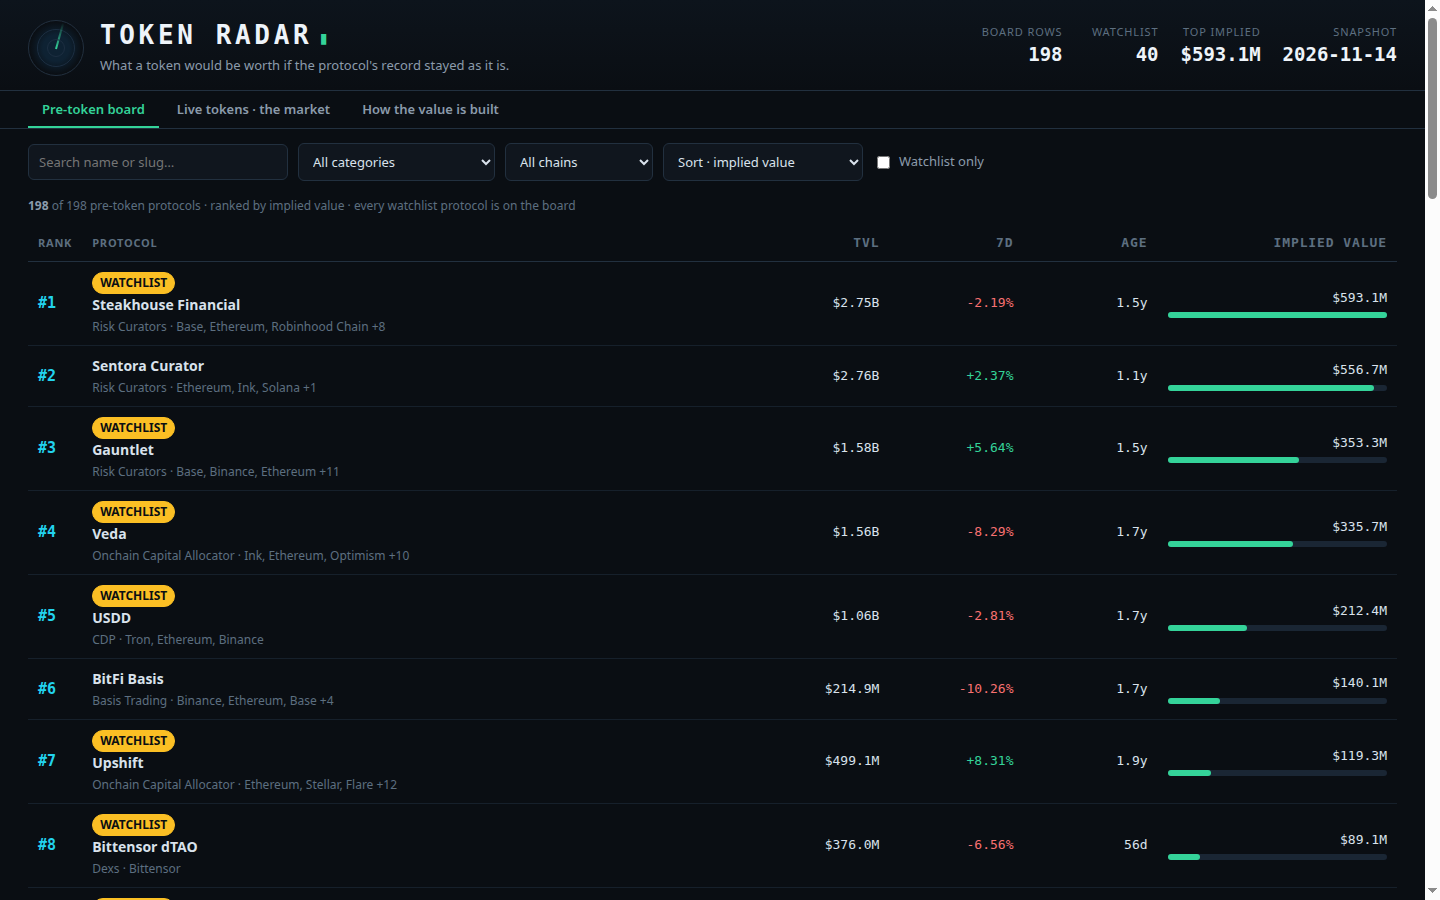 TOKEN RADAR
What a token would be worth if the protocol's record stayed as it is.
BOARD ROWS WATCHLIST TOP IMPLIED SNAPSHOT
198 40 $593.1M 2026-11-14
Pre-token board Live tokens · the market How the value is built
Search name or slug... All categories All chains Sort · implied value Watchlist only
198 of 198 pre-token protocols · ranked by implied value · every watchlist protocol is on the board
RANK PROTOCOL TVL 7D AGE IMPLIED VALUE
WATCHLIST
#1 Steakhouse Financial $2.75B -2.19% 1.5y $593.1M
Risk Curators · Base, Ethereum, Robinhood Chain +8
#2 Sentora Curator $2.76B +2.37% 1.1y $556.7M
Risk Curators · Ethereum, Ink, Solana +1
WATCHLIST
#3 Gauntlet $1.58B +5.64% 1.5y $353.3M
Risk Curators · Base, Binance, Ethereum +11
WATCHLIST
#4 Veda $1.56B -8.29% 1.7y $335.7M
Onchain Capital Allocator · Ink, Ethereum, Optimism +10
WATCHLIST
#5 USDD $1.06B -2.81% 1.7y $212.4M
CDP · Tron, Ethereum, Binance
#6 BitFi Basis $214.9M -10.26% 1.7y $140.1M
Basis Trading · Binance, Ethereum, Base +4
WATCHLIST
#7 Upshift $499.1M +8.31% 1.9y $119.3M
Onchain Capital Allocator · Ethereum, Stellar, Flare +12
WATCHLIST
#8 Bittensor dTAO $376.0M -6.56% 56d $89.1M
Dexs · Bittensor